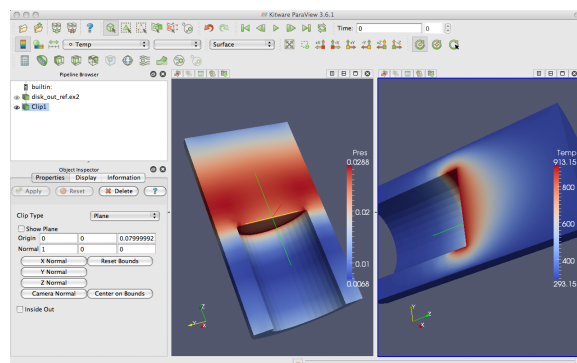 Kitware ParaView 3.6.1
Time: 0 0
Temp Surface
Pipeline Browser
builtin:
disk_out_ref.ex2
Clip1
Object Inspector
Properties Display Information
Apply Reset Delete ?
Clip Type Plane
Show Plane
Origin 0 0 0.07999992
Normal 1 0 0
X Normal Reset Bounds
Y Normal
Z Normal
Camera Normal Center on Bounds
Inside Out
Pres
0.0288
0.02
0.01
0.0068
Z
Y
X
Temp
913.15
800
600
400
293.15
Y
Z
X